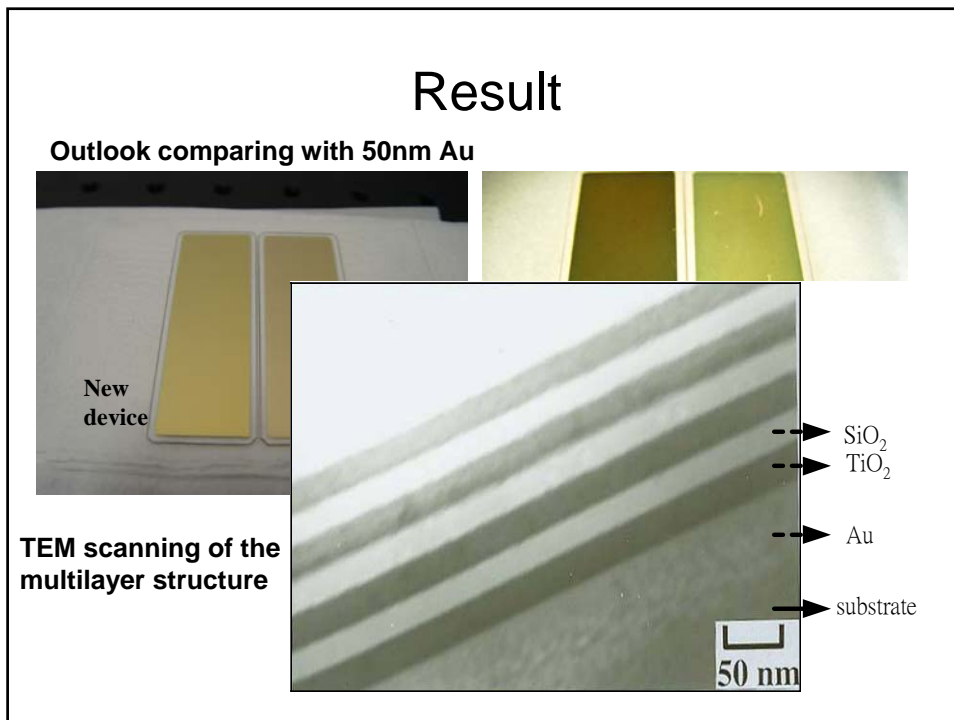 Result
Outlook comparing with 50nm Au
New
device
SiO₂
TiO₂
Au
TEM scanning of the
multilayer structure
substrate
50 nm